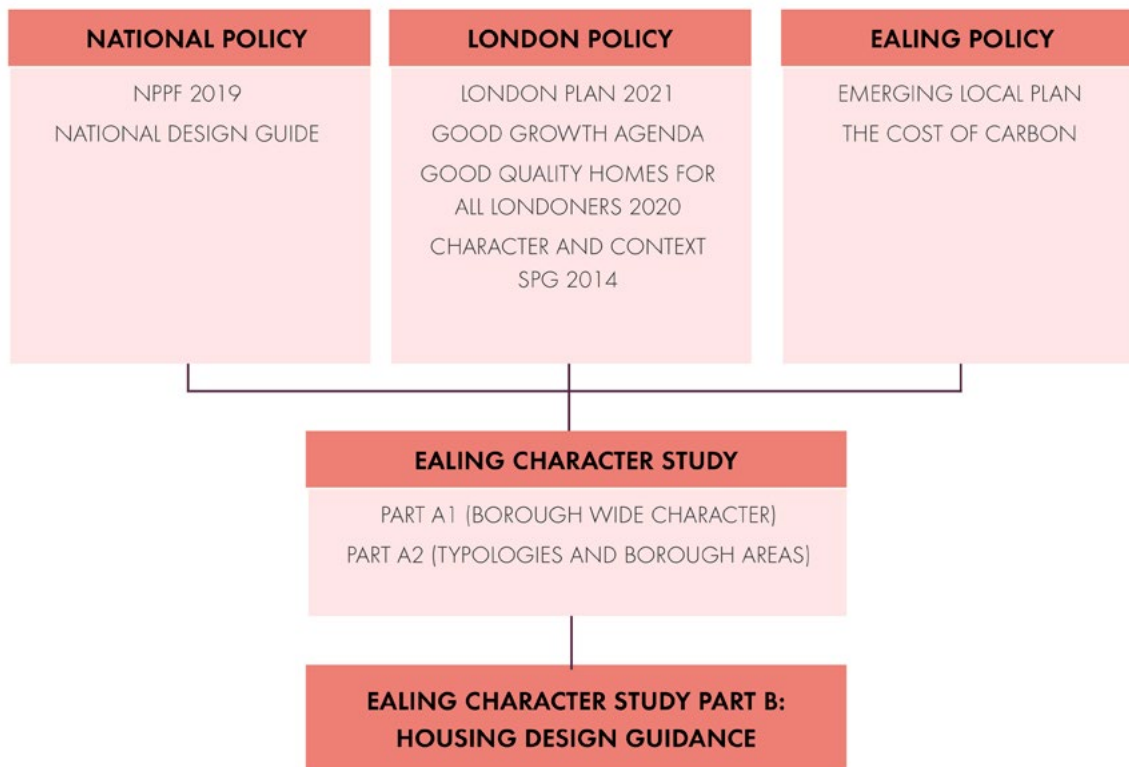 NATIONAL POLICY
NPPF 2019
NATIONAL DESIGN GUIDE
LONDON POLICY
LONDON PLAN 2021
GOOD GROWTH AGENDA
GOOD QUALITY HOMES FOR
ALL LONDONERS 2020
CHARACTER AND CONTEXT
SPG 2014
EALING POLICY
EMERGING LOCAL PLAN
THE COST OF CARBON
EALING CHARACTER STUDY
PART A1 (BOROUGH WIDE CHARACTER)
PART A2 (TYPOLOGIES AND BOROUGH AREAS)
EALING CHARACTER STUDY PART B:
HOUSING DESIGN GUIDANCE